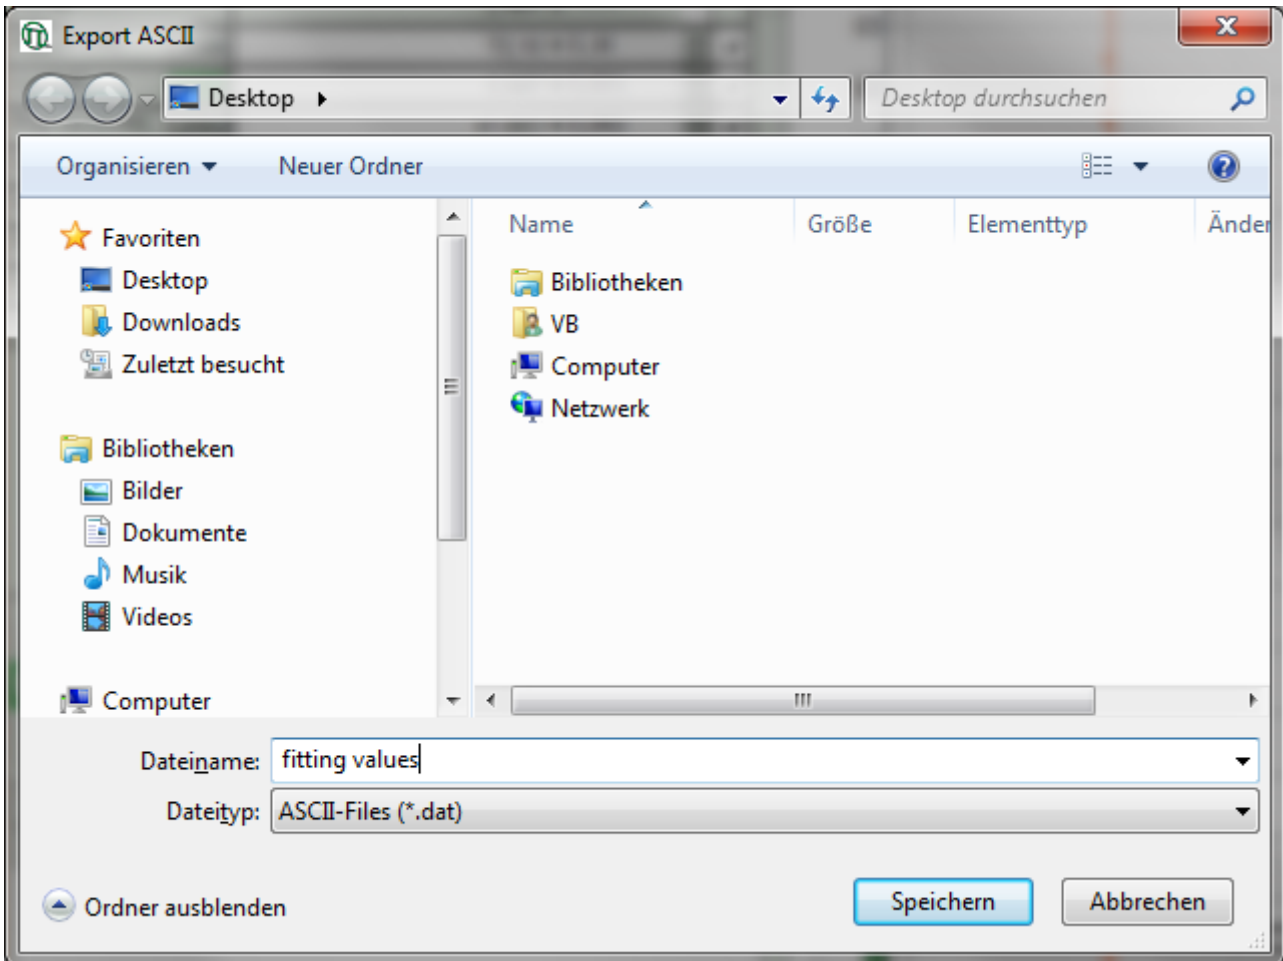 Export ASCII
Desktop
Desktop durchsuchen
Organisieren
Neuer Ordner
Favoriten
Desktop
Downloads
Zuletzt besucht
Bibliotheken
Bilder
Dokumente
Musik
Videos
Computer
Name Größe Elementtyp Änder
Bibliotheken
VB
Computer
Netzwerk
Dateiname: fitting values
Dateityp: ASCII-Files (*.dat)
Ordner ausblenden
Speichern
Abbrechen